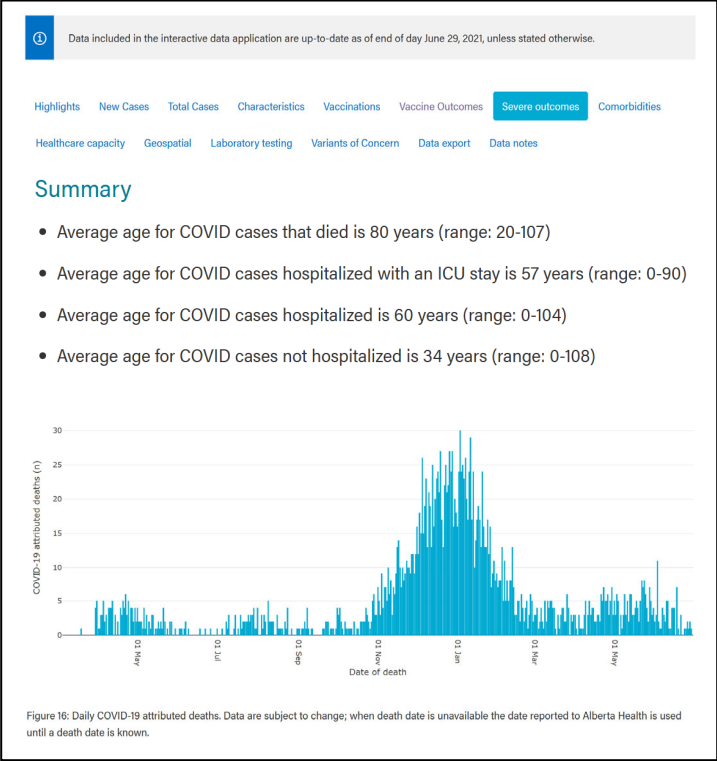 Data included in the interactive data application are up-to-date as of end of day June 29, 2021, unless stated otherwise.
Highlights New Cases Total Cases Characteristics Vaccinations Vaccine Outcomes Severe outcomes Comorbidities
Healthcare capacity Geospatial Laboratory testing Variants of Concern Data export Data notes
Summary
• Average age for COVID cases that died is 80 years (range: 20-107)
• Average age for COVID cases hospitalized with an ICU stay is 57 years (range: 0-90)
• Average age for COVID cases hospitalized is 60 years (range: 0-104)
• Average age for COVID cases not hospitalized is 34 years (range: 0-108)
COVID-19 attributed deaths (n)
30
25
20
15
10
5
0
01 May 01 Jul 01 Sep 01 Nov 01 Jan 01 Mar 01 May
Date of death
Figure 16: Daily COVID-19 attributed deaths. Data are subject to change; when death date is unavailable the date reported to Alberta Health is used
until a death date is known.